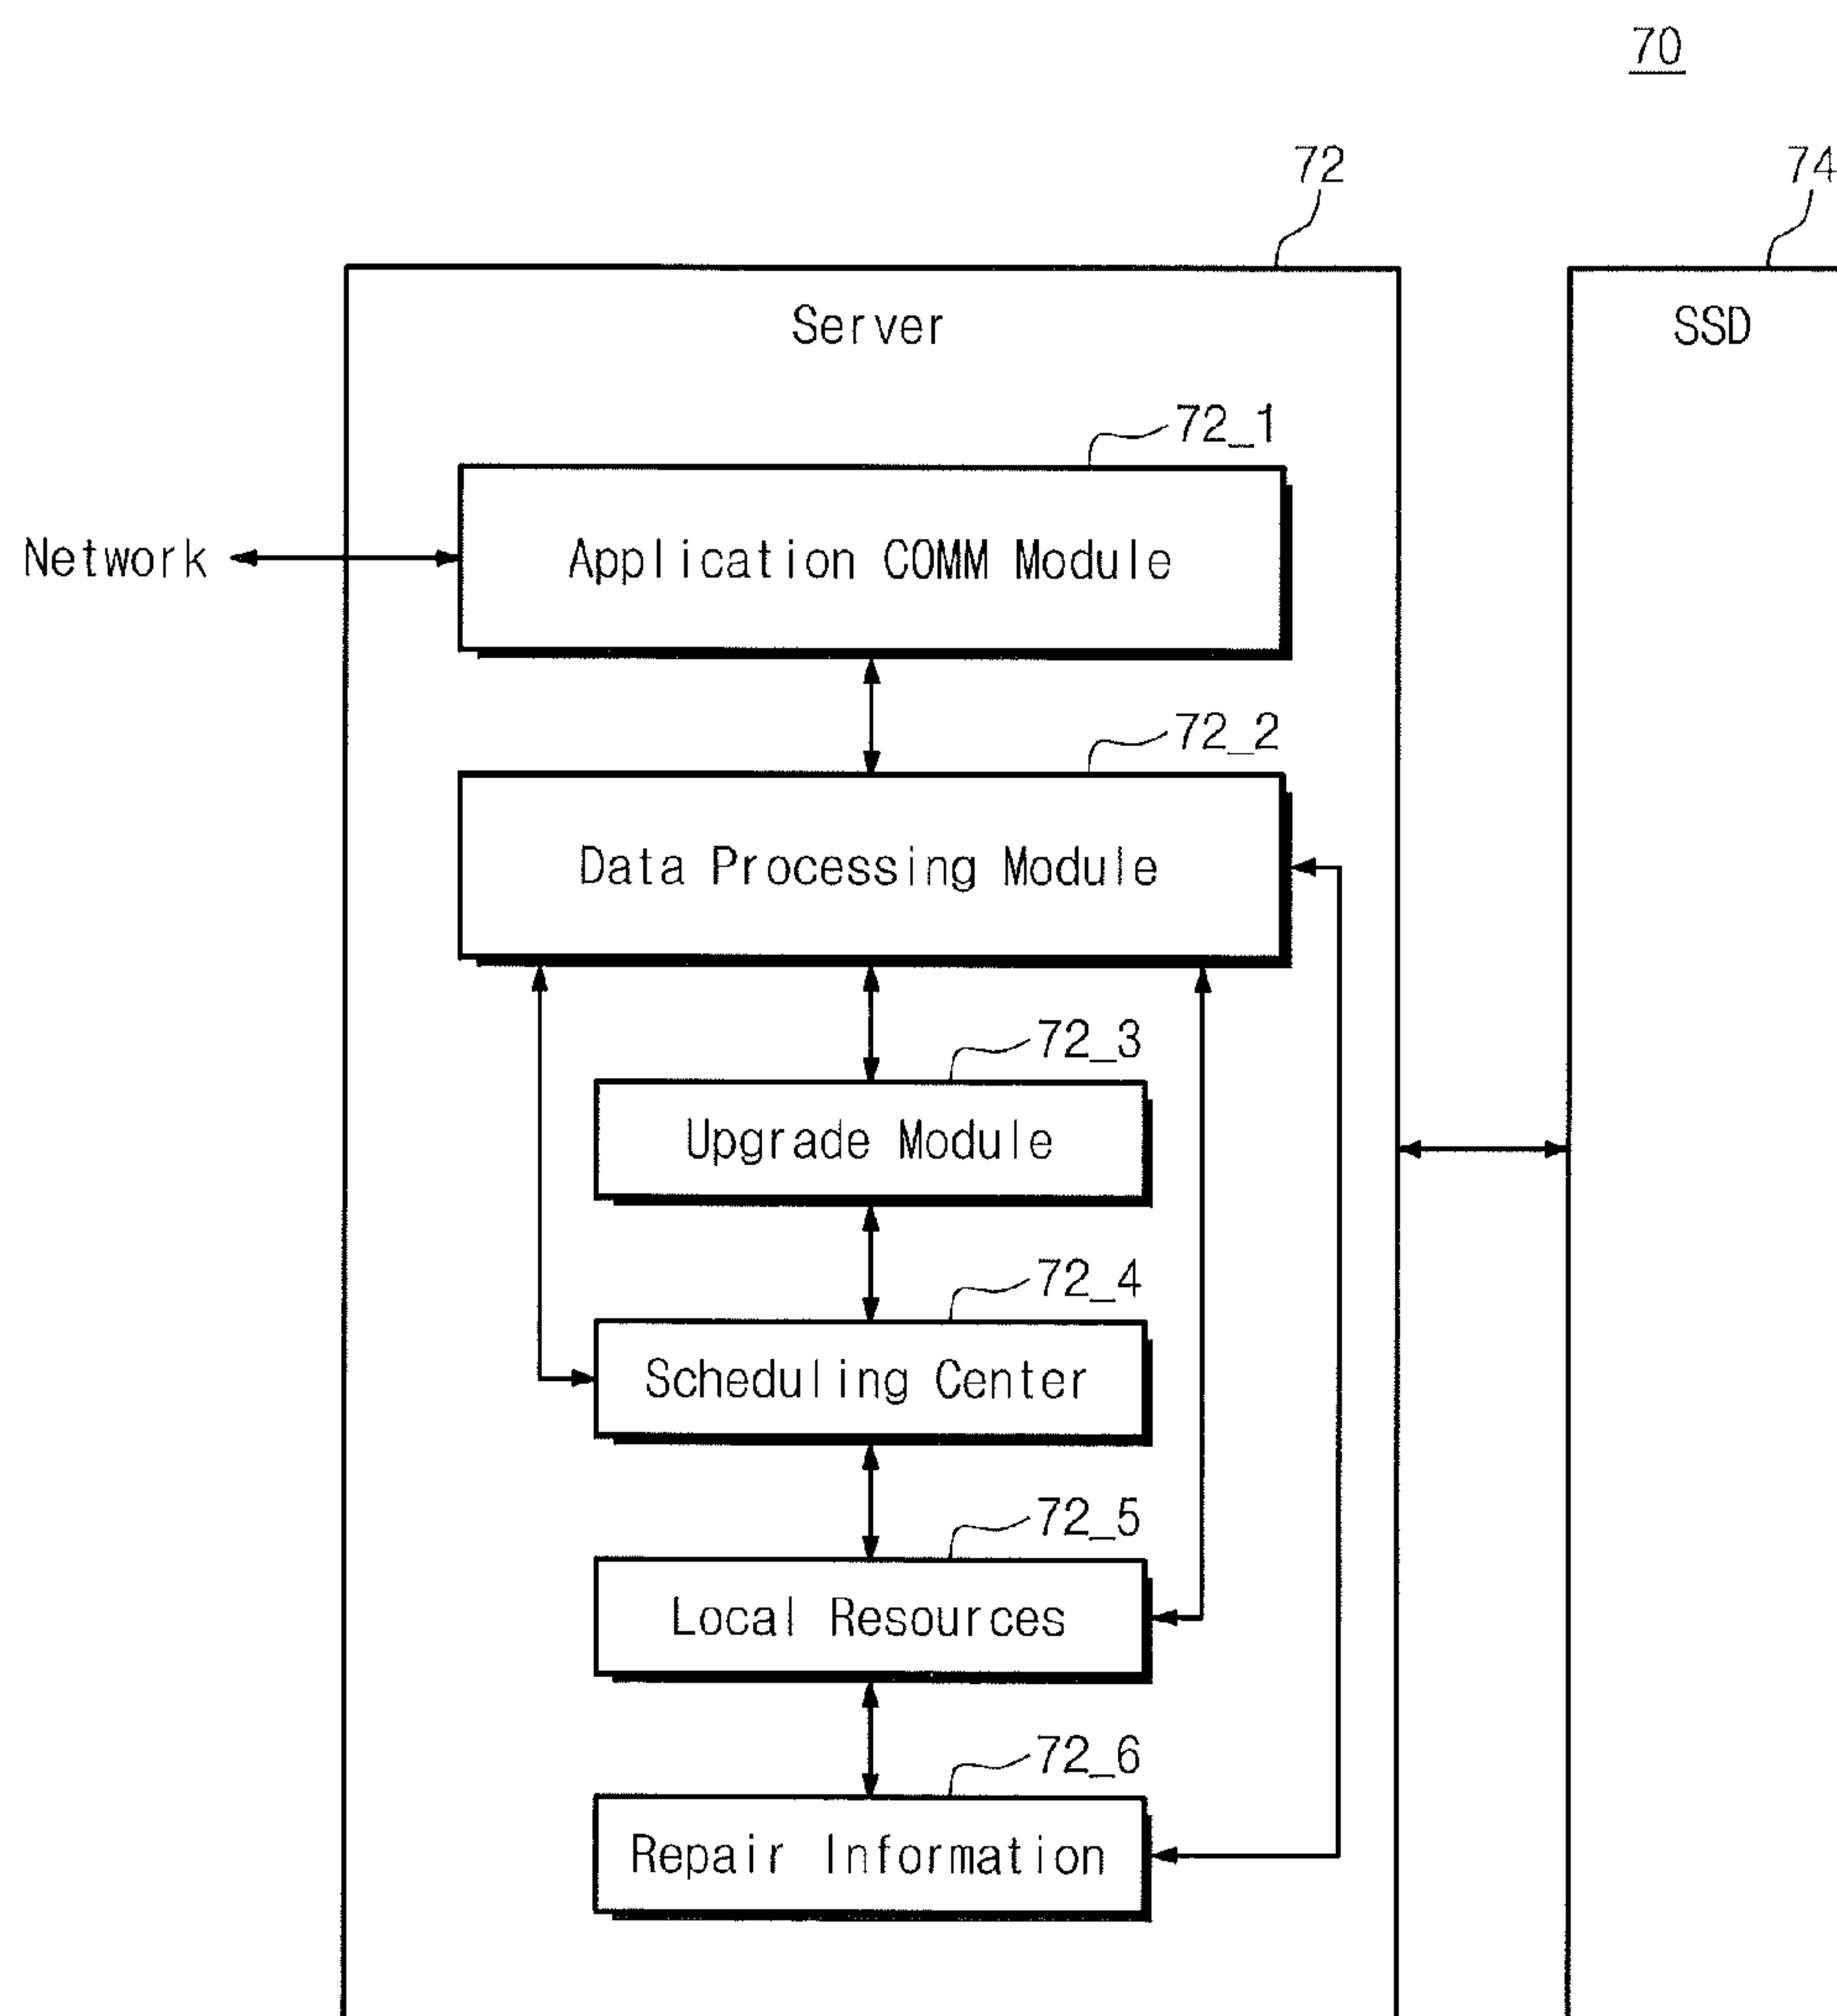 70
72
74
Server
SSD
72_1
Network
Application COMM Module
72_2
Data Processing Module
72_3
Upgrade Module
72_4
Scheduling Center
72_5
Local Resources
72_6
Repair Information